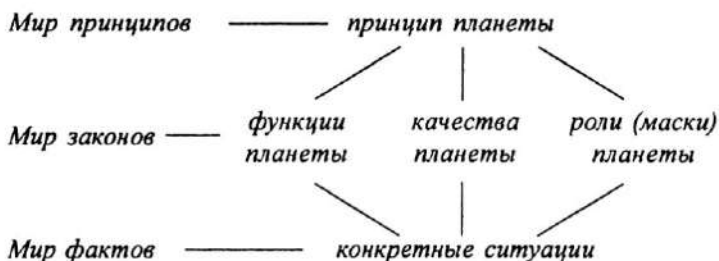 Мир принципов принцип планеты
функции качества роли (маски)
Мир законов
планеты планеты планеты
Мир фактов конкретные ситуации